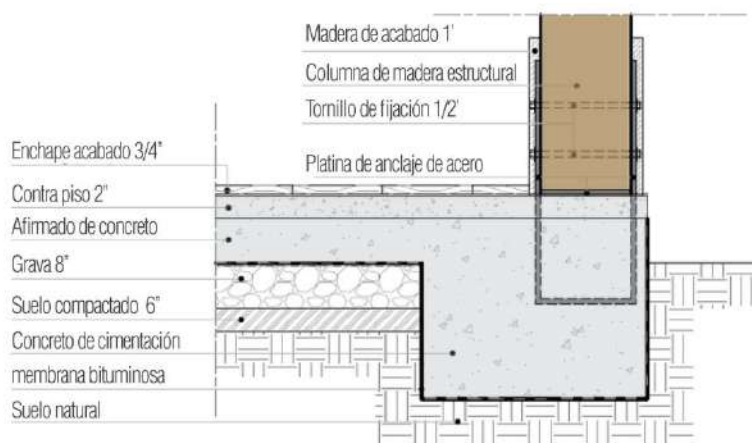 Madera de acabado 1'
Columna de madera estructural
Tornillo de fijación 1/2'
Platina de anclaje de acero
Enchape acabado 3/4"
Contra piso 2"
Afirmado de concreto
Grava 8"
Suelo compactado 6"
Concreto de cimentación
membrana bituminosa
Suelo natural